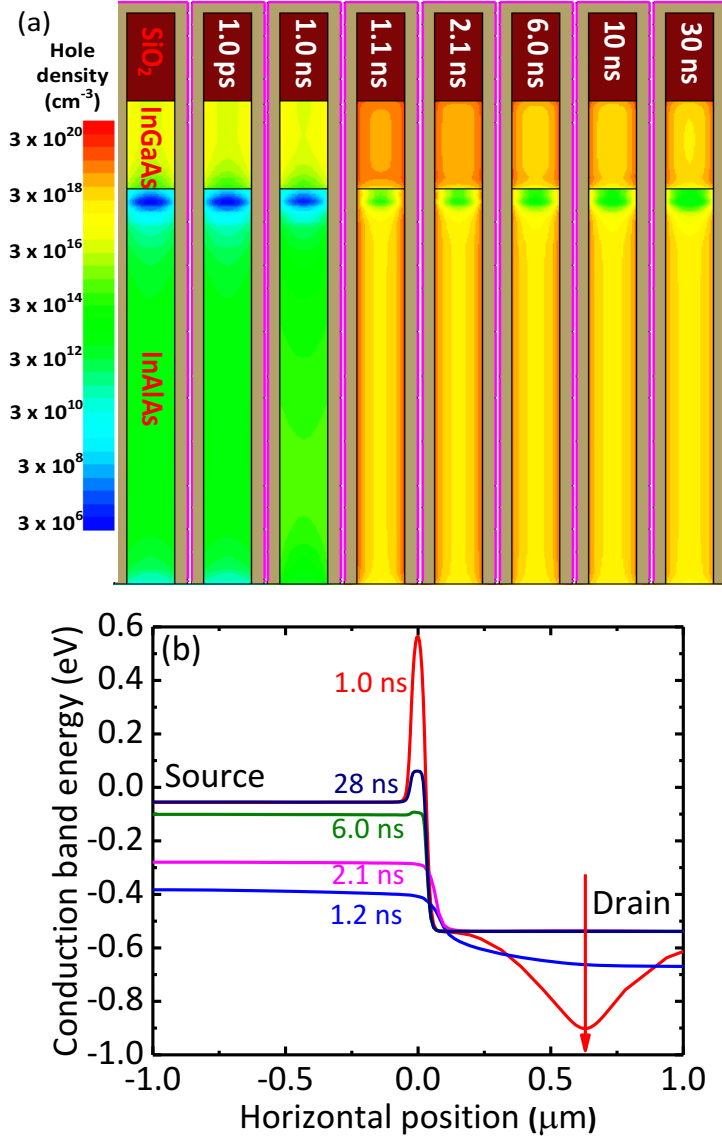 (a)
Hole
density
(cm⁻³)
3 x 10²⁰
3 x 10¹⁸
3 x 10¹⁶
3 x 10¹⁴
3 x 10¹²
3 x 10¹⁰
3 x 10⁸
3 x 10⁶
SiO₂
InGaAs
InAlAs
1.0 ps
1.0 ns
1.1 ns
2.1 ns
6.0 ns
10 ns
30 ns
(b)
Conduction band energy (eV)
0.6
0.4
0.2
0.0
-0.2
-0.4
-0.6
-0.8
-1.0
1.0 ns
Source
28 ns
6.0 ns
2.1 ns
1.2 ns
Drain
-1.0
-0.5
0.0
0.5
1.0
Horizontal position (μm)